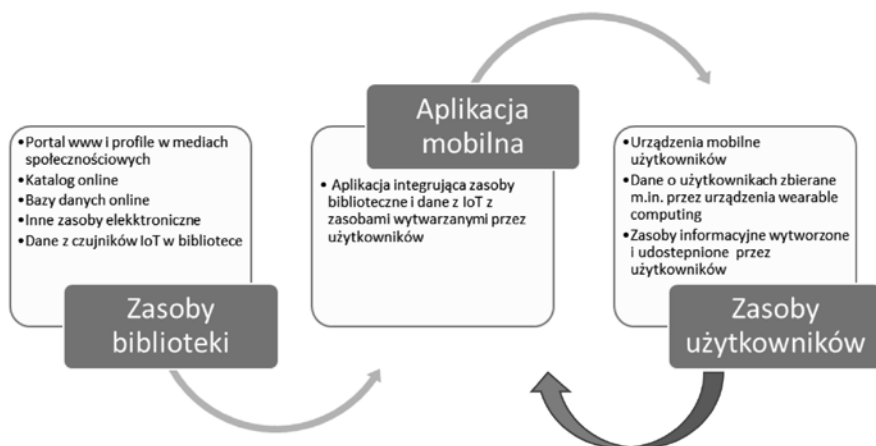 •Portal www i profile w mediach
społecznościowych
•Katalog online
•Bazy danych online
•Inne zasoby elekktroniczne
•Dane z czujników IoT w bibliotece
Zasoby
biblioteki
Aplikacja
mobilna
• Aplikacja integrująca zasoby
biblioteczne i dane z IoT z
zasobami wytwarzanymi przez
użytkowników
•Urządzenia mobilne
użytkowników
•Dane o użytkownikach zbierane
m.in. przez urządzenia wearable
computing
•Zasoby informacyjne wytworzone
i udostepnione przez
użytkowników
Zasoby
użytkowników